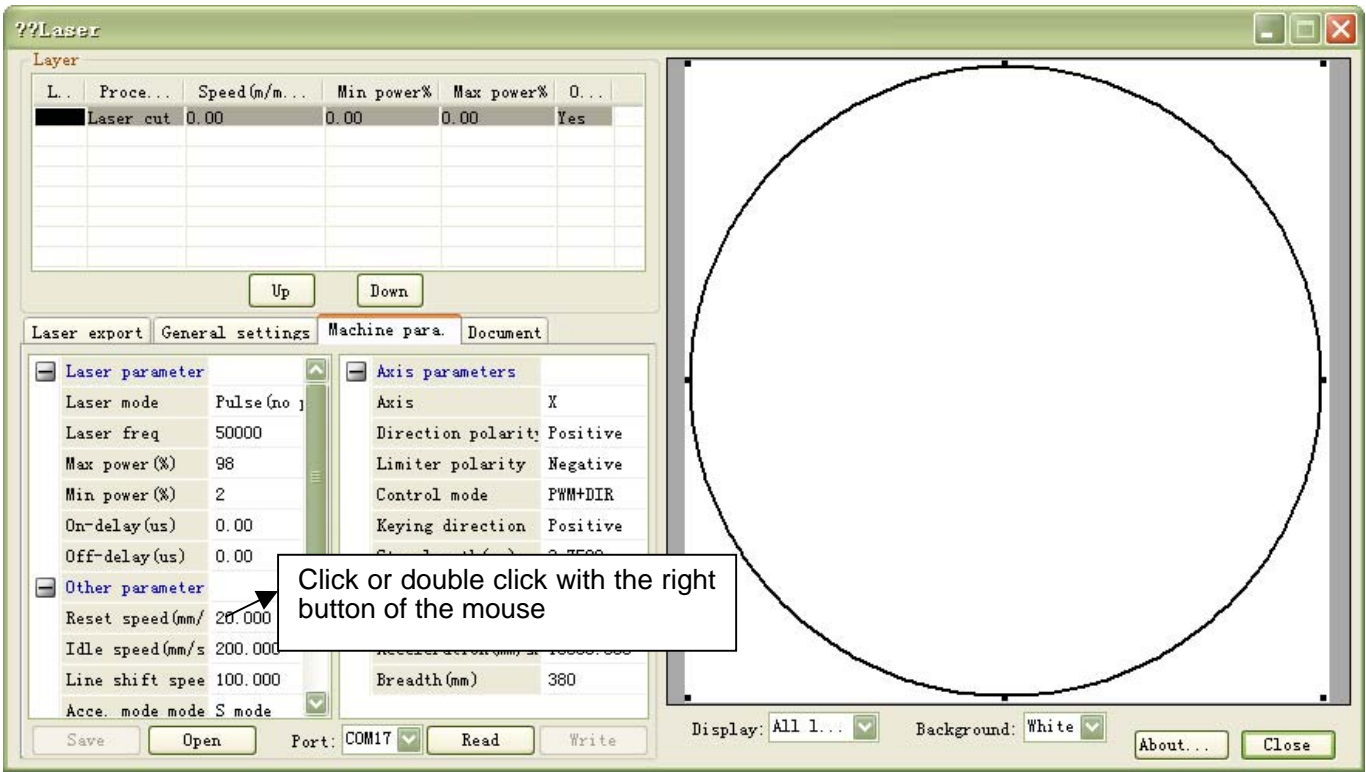 ??Laser
Layer
L.. Proce... Speed(m/m... Min power% Max power% O...
Laser cut 0.00 0.00 0.00 Yes
Up Down
Laser export General settings Machine para. Document
Laser parameter
Laser mode Pulse(no
Laser freq 50000
Max power(%) 98
Min power(%) 2
On-delay(us) 0.00
Off-delay(us) 0.00
Other parameter
Reset speed(mm/ 20.000
Idle speed(mm/s 200.000
Line shift spee 100.000
Acce. mode mode S mode
Axis parameters
Axis X
Direction polarity Positive
Limiter polarity Negative
Control mode PWM+DIR
Keying direction Positive
Breadth(mm) 380
Click or double click with the right
button of the mouse
Save Open Port: COM17 Read Write
Display: All l... Background: White
About... Close